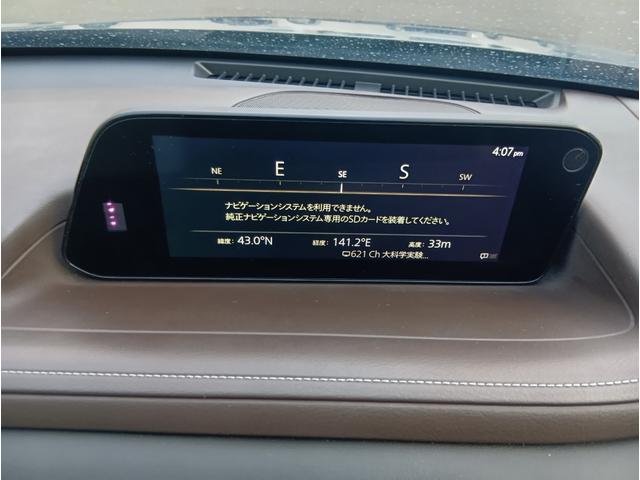 4:07pm
NE E SE S SW
ナビゲーションシステムを利用できません。
純正ナビゲーションシステム専用のSDカードを装着してください。
緯度: 43.0°N 経度: 141.2°E 高度: 33m
621 Ch 大科学実験...